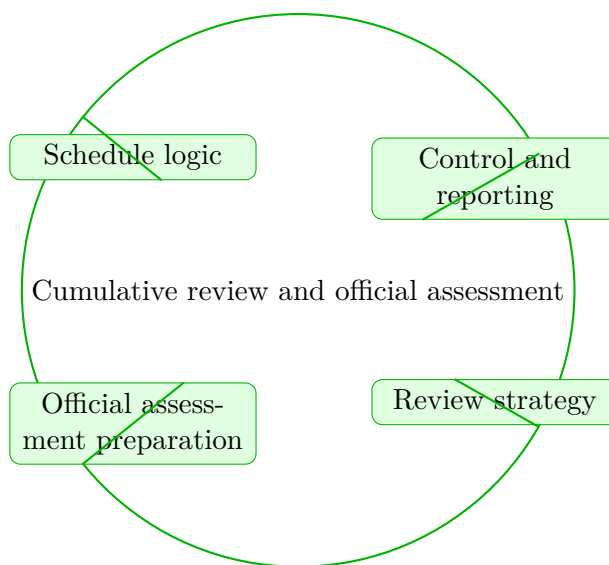 Schedule logic
Control and
reporting
Cumulative review and official assessment
Official assess-
ment preparation
Review strategy